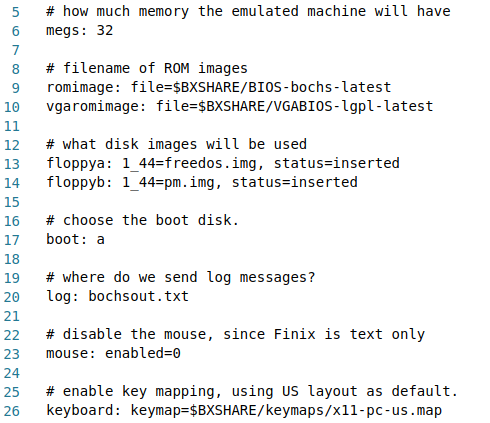 5 # how much memory the emulated machine will have
6 megs: 32
7
8 # filename of ROM images
9 romimage: file=$BXSHARE/BIOS-bochs-latest
10 vgaromimage: file=$BXSHARE/VGABIOS-lgpl-latest
11
12 # what disk images will be used
13 floppya: 1_44=freedos.img, status=inserted
14 floppyb: 1_44=pm.img, status=inserted
15
16 # choose the boot disk.
17 boot: a
18
19 # where do we send log messages?
20 log: bochsout.txt
21
22 # disable the mouse, since Finix is text only
23 mouse: enabled=0
24
25 # enable key mapping, using US layout as default.
26 keyboard: keymap=$BXSHARE/keymaps/x11-pc-us.map